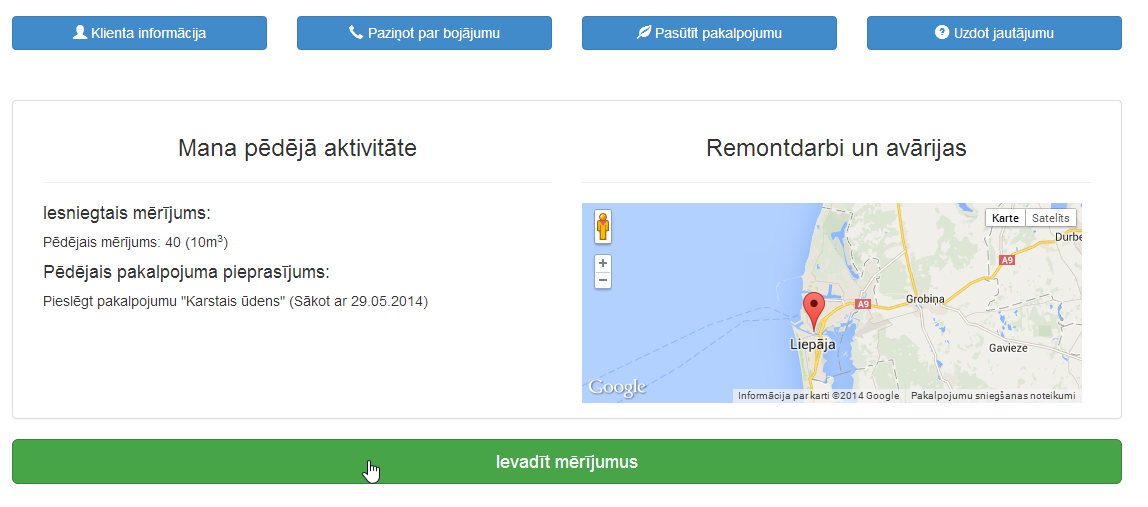 Klienta informācija
Paziņot par bojājumu
Pasūtīt pakalpojumu
Uzdot jautājumu
Mana pēdējā aktivitāte
Iesniegtais mērījums:
Pēdējais mērījums: 40 (10m³)
Pēdējais pakalpojuma pieprasījums:
Pieslēgt pakalpojumu "Karstais ūdens" (Sākot ar 29.05.2014)
Remontdarbi un avārijas
Karte Satelīts
Durbe
A9
A9
Grobiņa
Liepāja
Gavieze
Google
Informācija par karti ©2014 Google Pakalpojumu sniegšanas noteikumi
Ievadīt mērījumus